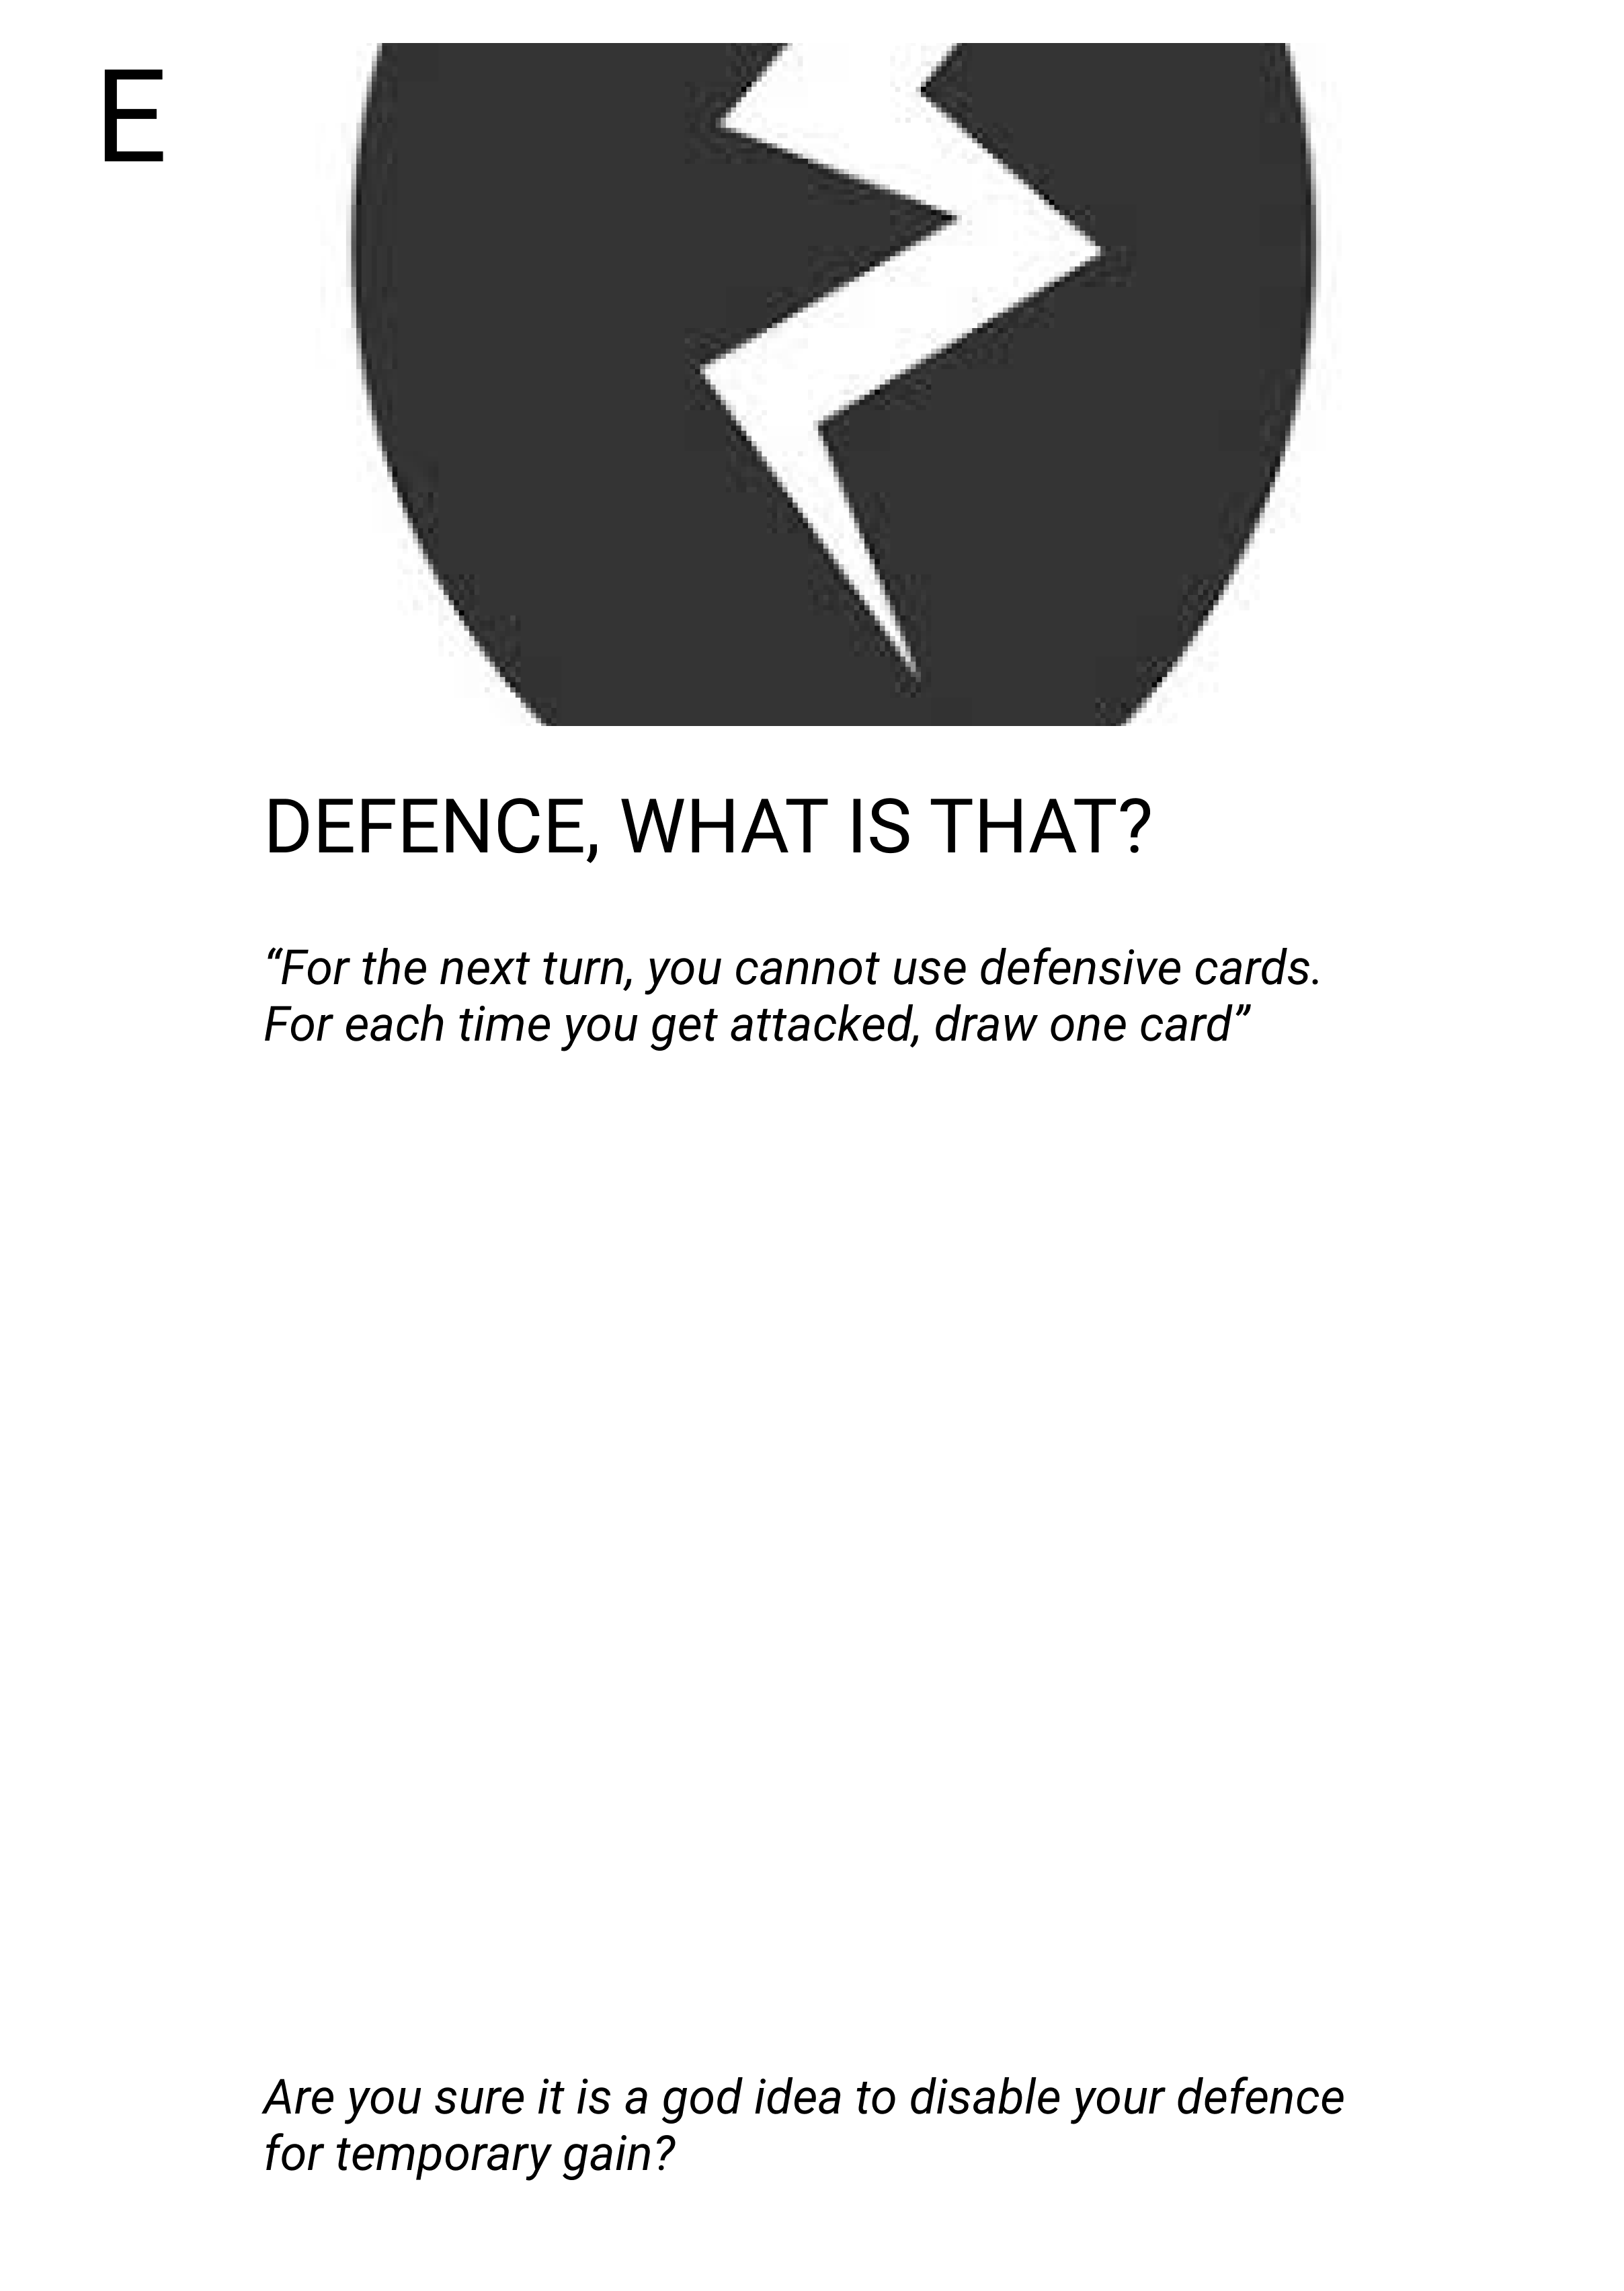 E
DEFENCE, WHAT IS THAT?
“For the next turn, you cannot use defensive cards.
For each time you get attacked, draw one card”
Are you sure it is a god idea to disable your defence
for temporary gain?